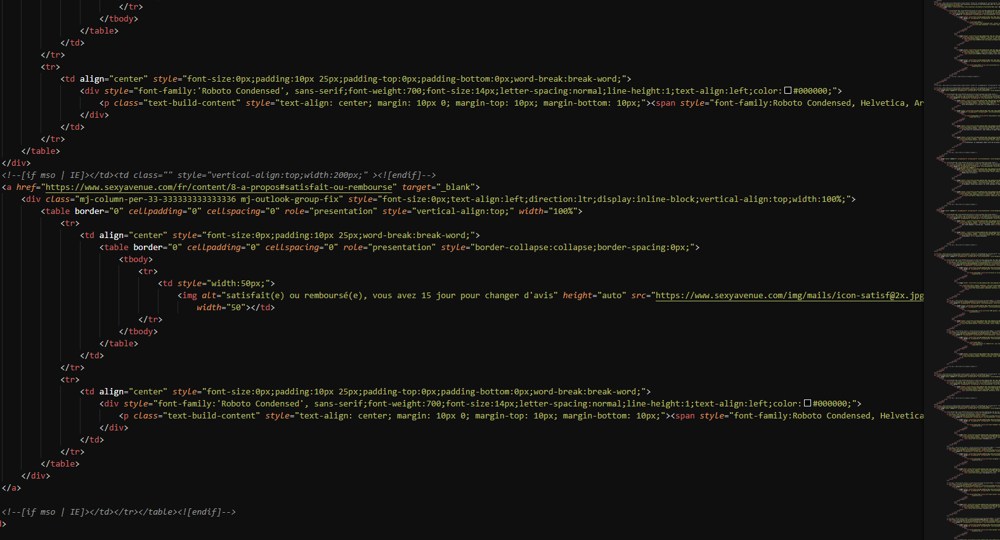 </tr>
</tbody>
</table>
</td>
</tr>
<tr>
<td align="center" style="font-size:0px;padding:10px 25px;padding-top:0px;padding-bottom:0px;word-break:break-word;">
<div style="font-family:'Roboto Condensed', sans-serif;font-weight:700;font-size:14px;letter-spacing:normal;line-height:1;text-align:left;color:#000000;">
<p class="text-build-content" style="text-align: center; margin: 10px 0; margin-top: 10px; margin-bottom: 10px;"><span style="font-family:Roboto Condensed, Helvetica, Ar
</div>
</td>
</tr>
</table>
</div>
<!--[if mso | IE]></td><td class="" style="vertical-align:top;width:200px;" ><![endif]-->
<a href="https://www.sexyavenue.com/fr/content/8-a-propos#satisfait-ou-rembourse" target="_blank">
<div class="mj-column-per-33-333333333333336 mj-outlook-group-fix" style="font-size:0px;text-align:left;direction:ltr;display:inline-block;vertical-align:top;width:100%;">
<table border="0" cellpadding="0" cellspacing="0" role="presentation" style="vertical-align:top;" width="100%">
<tr>
<td align="center" style="font-size:0px;padding:10px 25px;word-break:break-word;">
<table border="0" cellpadding="0" cellspacing="0" role="presentation" style="border-collapse:collapse;border-spacing:0px;">
<tbody>
<tr>
<td style="width:50px;">
<img alt="satisfait(e) ou remboursé(e), vous avez 15 jour pour changer d'avis" height="auto" src="https://www.sexyavenue.com/img/mails/icon-satisf@2x.jpg
width="50"></td>
</tr>
</tbody>
</table>
</td>
</tr>
<tr>
<td align="center" style="font-size:0px;padding:10px 25px;padding-top:0px;padding-bottom:0px;word-break:break-word;">
<div style="font-family:'Roboto Condensed', sans-serif;font-weight:700;font-size:14px;letter-spacing:normal;line-height:1;text-align:left;color:#000000;">
<p class="text-build-content" style="text-align: center; margin: 10px 0; margin-top: 10px; margin-bottom: 10px;"><span style="font-family:Roboto Condensed, Helvetica
</div>
</td>
</tr>
</table>
</div>
</a>
<!--[if mso | IE]></td></tr></table><![endif]-->
>